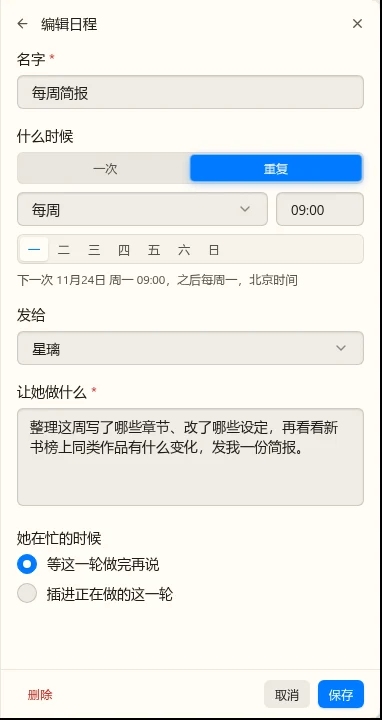 编辑日程
名字 *
每周简报
什么时候
一次
重复
每周
09:00
一 二 三 四 五 六 日
下一次 11月24日 周一 09:00，之后每周一，北京时间
发给
星璃
让她做什么 *
整理这周写了哪些章节、改了哪些设定，再看看新
书榜上同类作品有什么变化，发我一份简报。
她在忙的时候
等这一轮做完再说
插进正在做的这一轮
删除
取消
保存